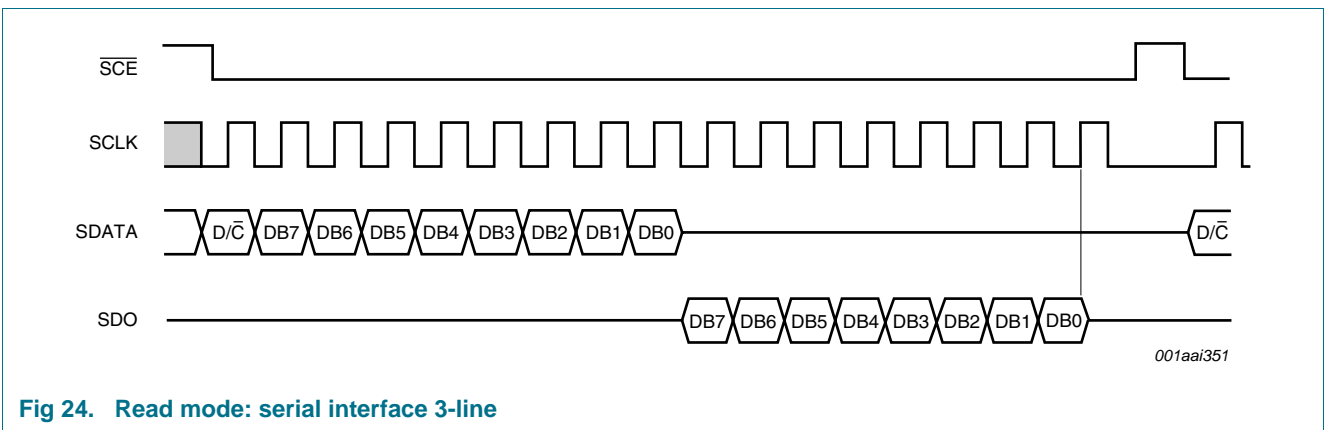 SCE
SCLK
SDATA D/C DB7 DB6 DB5 DB4 DB3 DB2 DB1 DB0 D/C
SDO DB7 DB6 DB5 DB4 DB3 DB2 DB1 DB0
001aai351
Fig 24. Read mode: serial interface 3-line